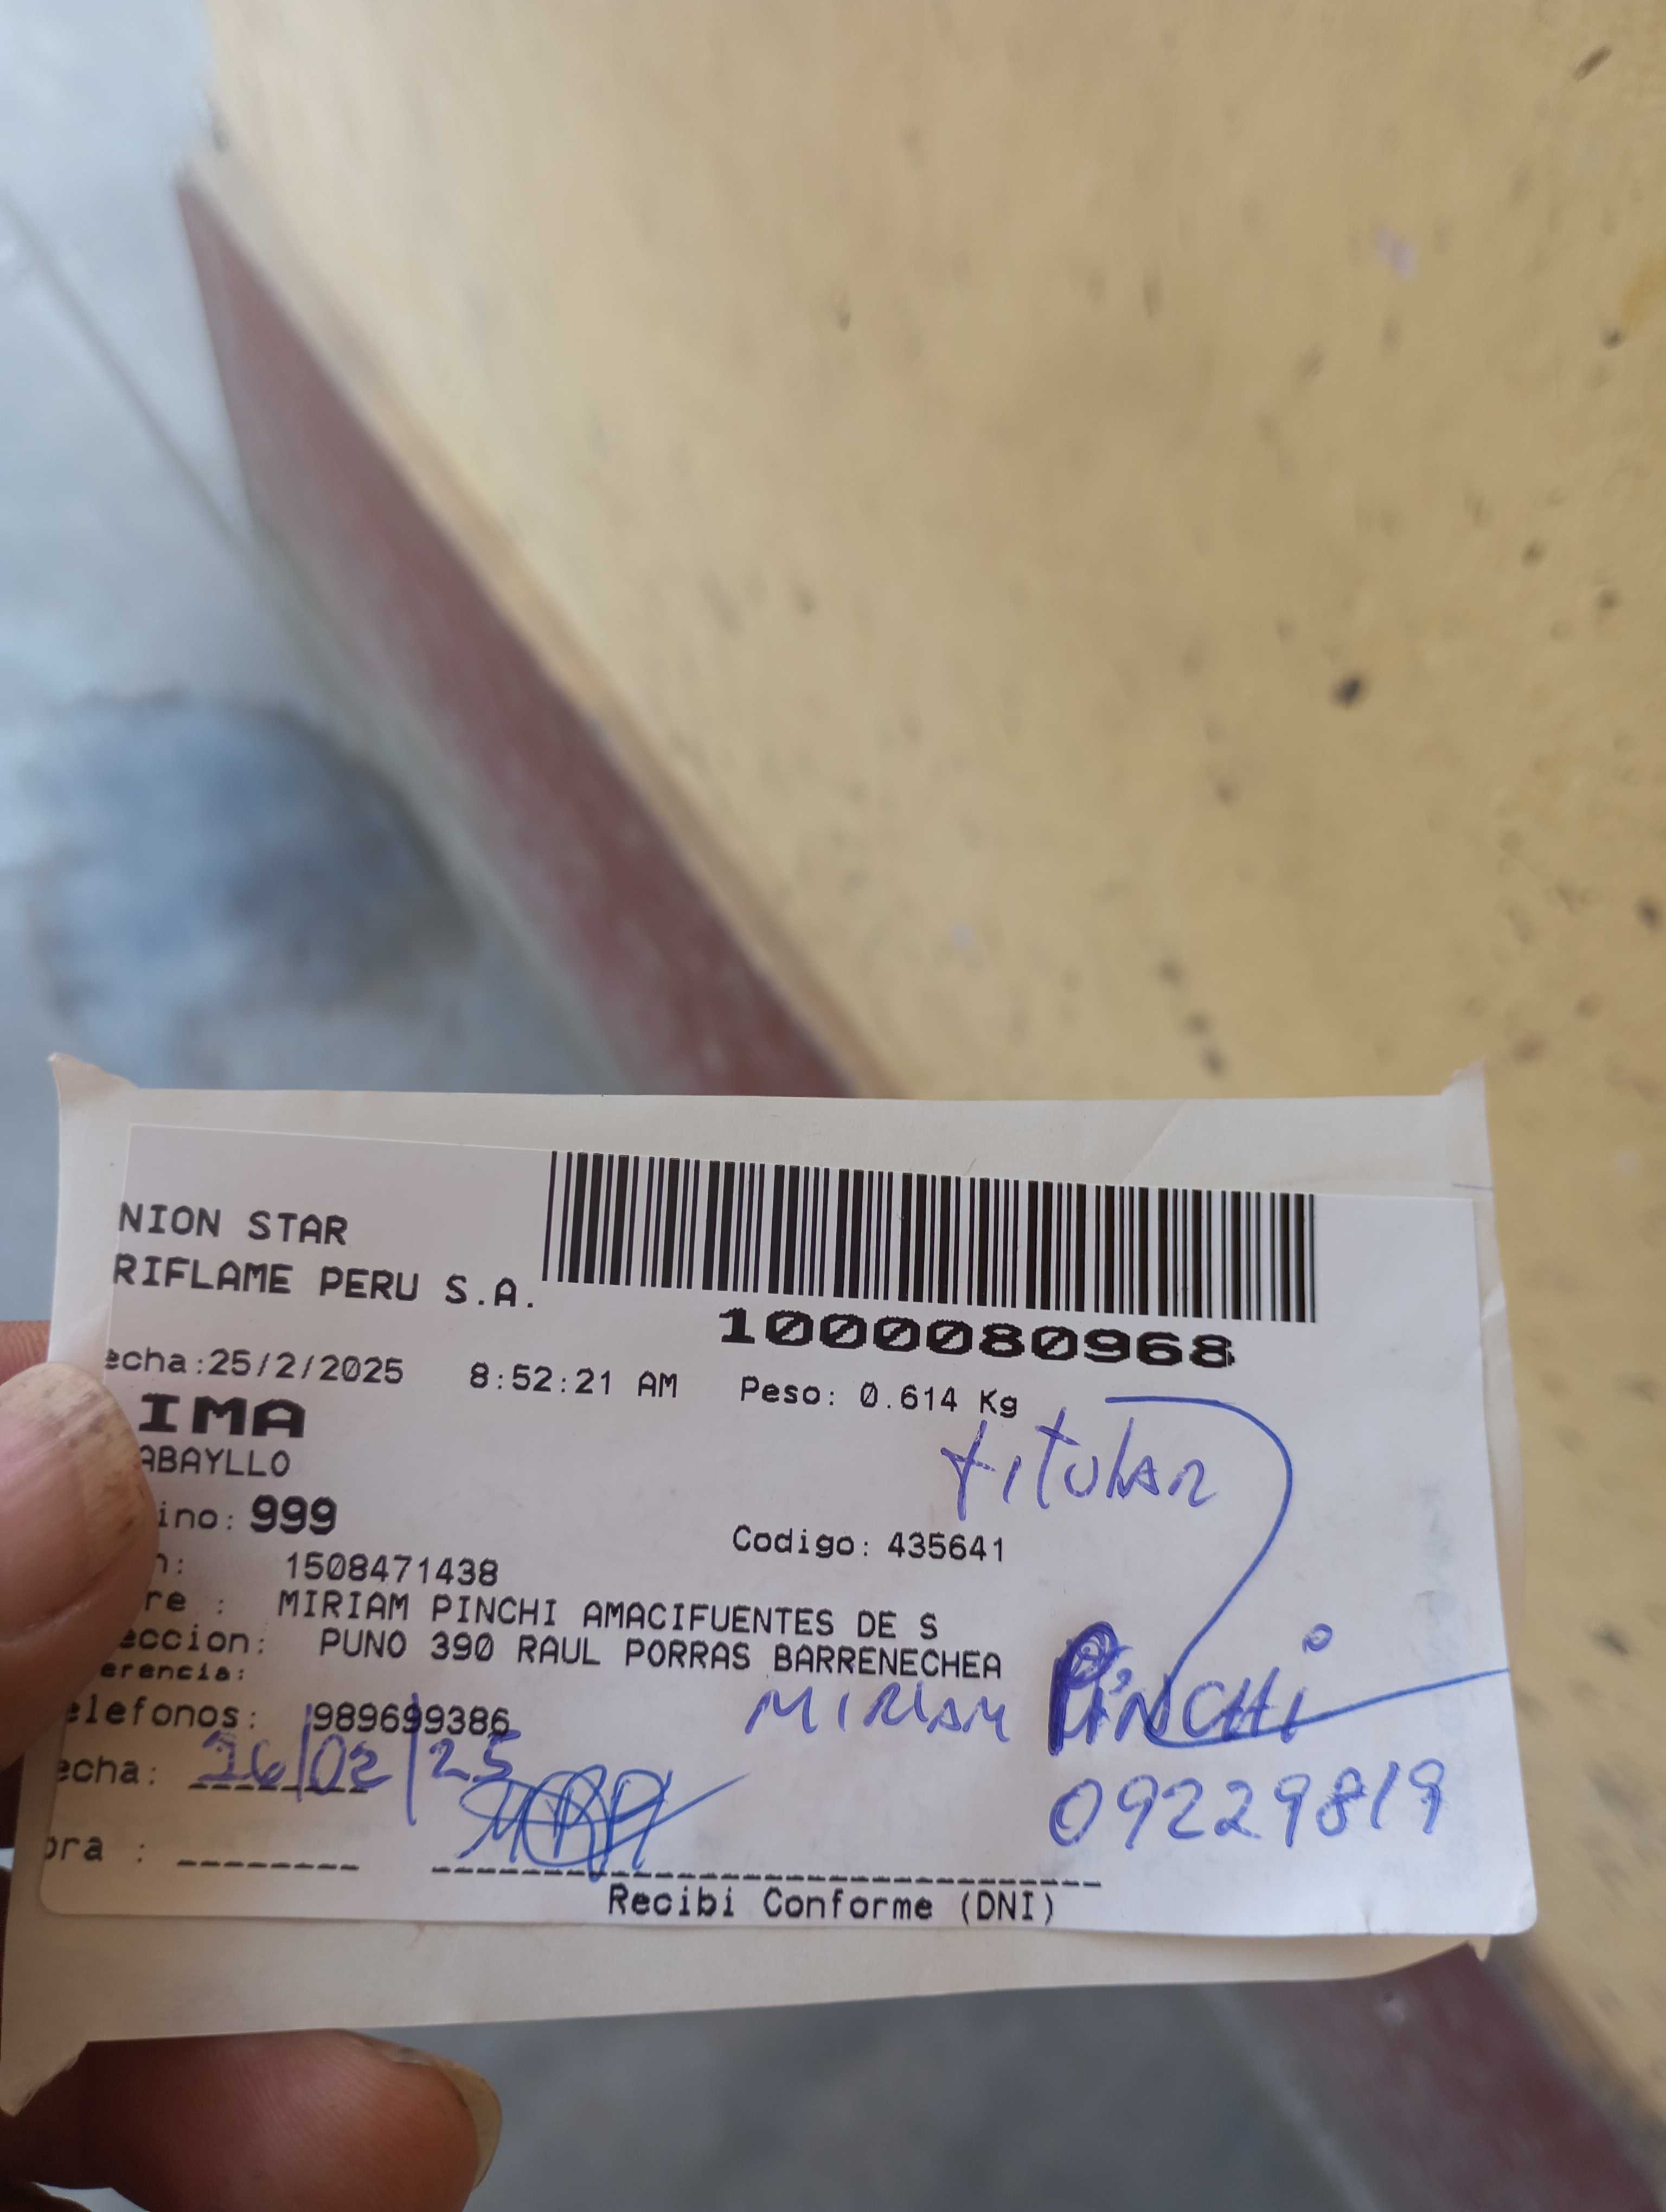 NION STAR
RIFLAME PERU S.A.
1000080968
echa:25/2/2025 8:52:21 AM Peso: 0.614 Kg
IMA
titular
ABAYLLO
ino: 999
Codigo: 435641
n: 1508471438
re : MIRIAM PINCHI AMACIFUENTES DE S
eccion: PUNO 390 RAUL PORRAS BARRENECHEA
erencia:
elefonos: 989699386
MIRIAM PiNCHi
echa: 26/02/25
09229819
ora :
Recibi Conforme (DNI)